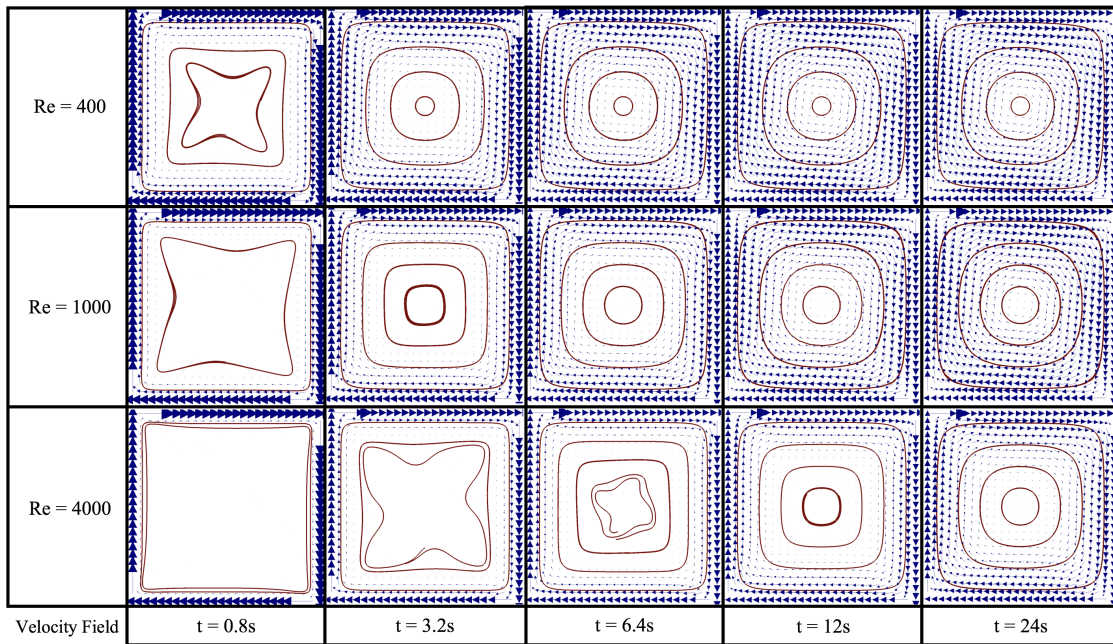 Re = 400
Re = 1000
Re = 4000
Velocity Field t = 0.8s t = 3.2s t = 6.4s t = 12s t = 24s